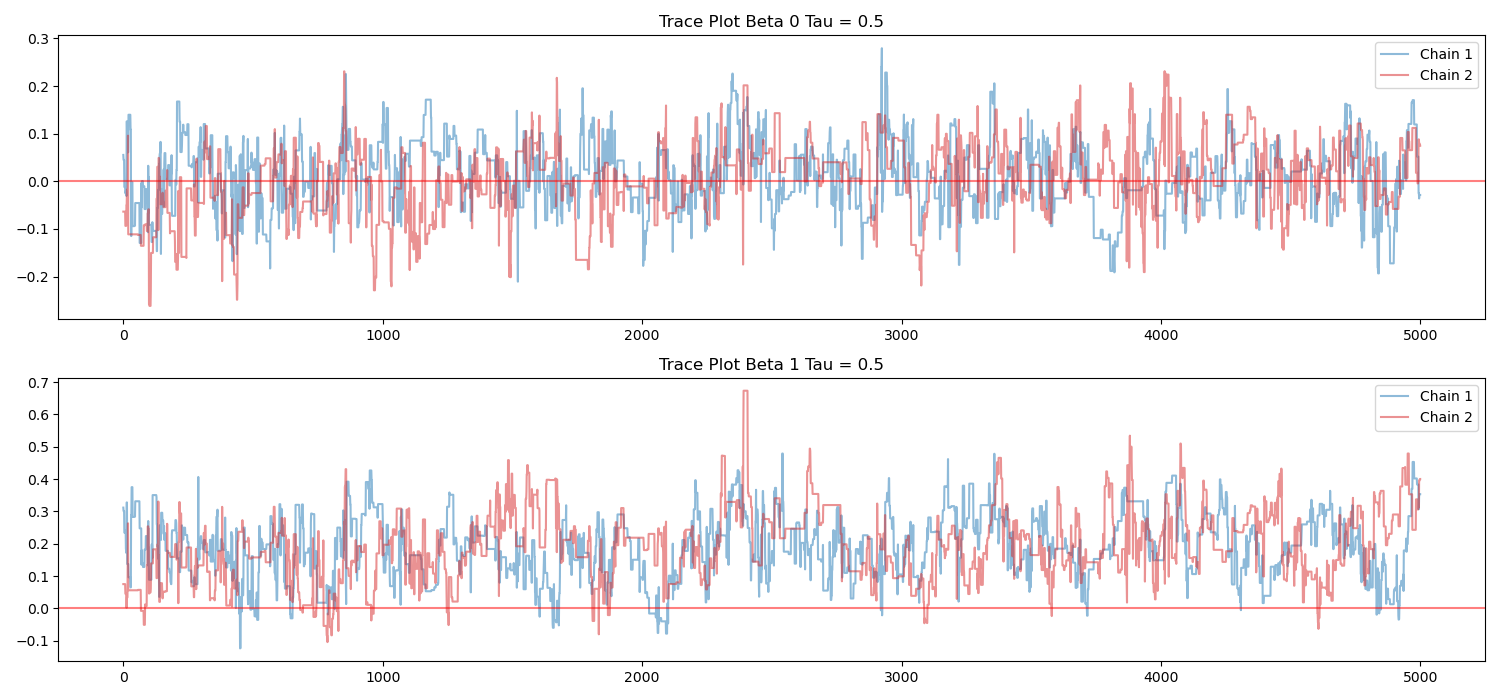 Trace Plot Beta 0 Tau = 0.5
0.3
0.2
0.1
0.0
−0.1
−0.2
Chain 1
Chain 2
0 1000 2000 3000 4000 5000
Trace Plot Beta 1 Tau = 0.5
0.7
0.6
0.5
0.4
0.3
0.2
0.1
0.0
−0.1
Chain 1
Chain 2
0 1000 2000 3000 4000 5000